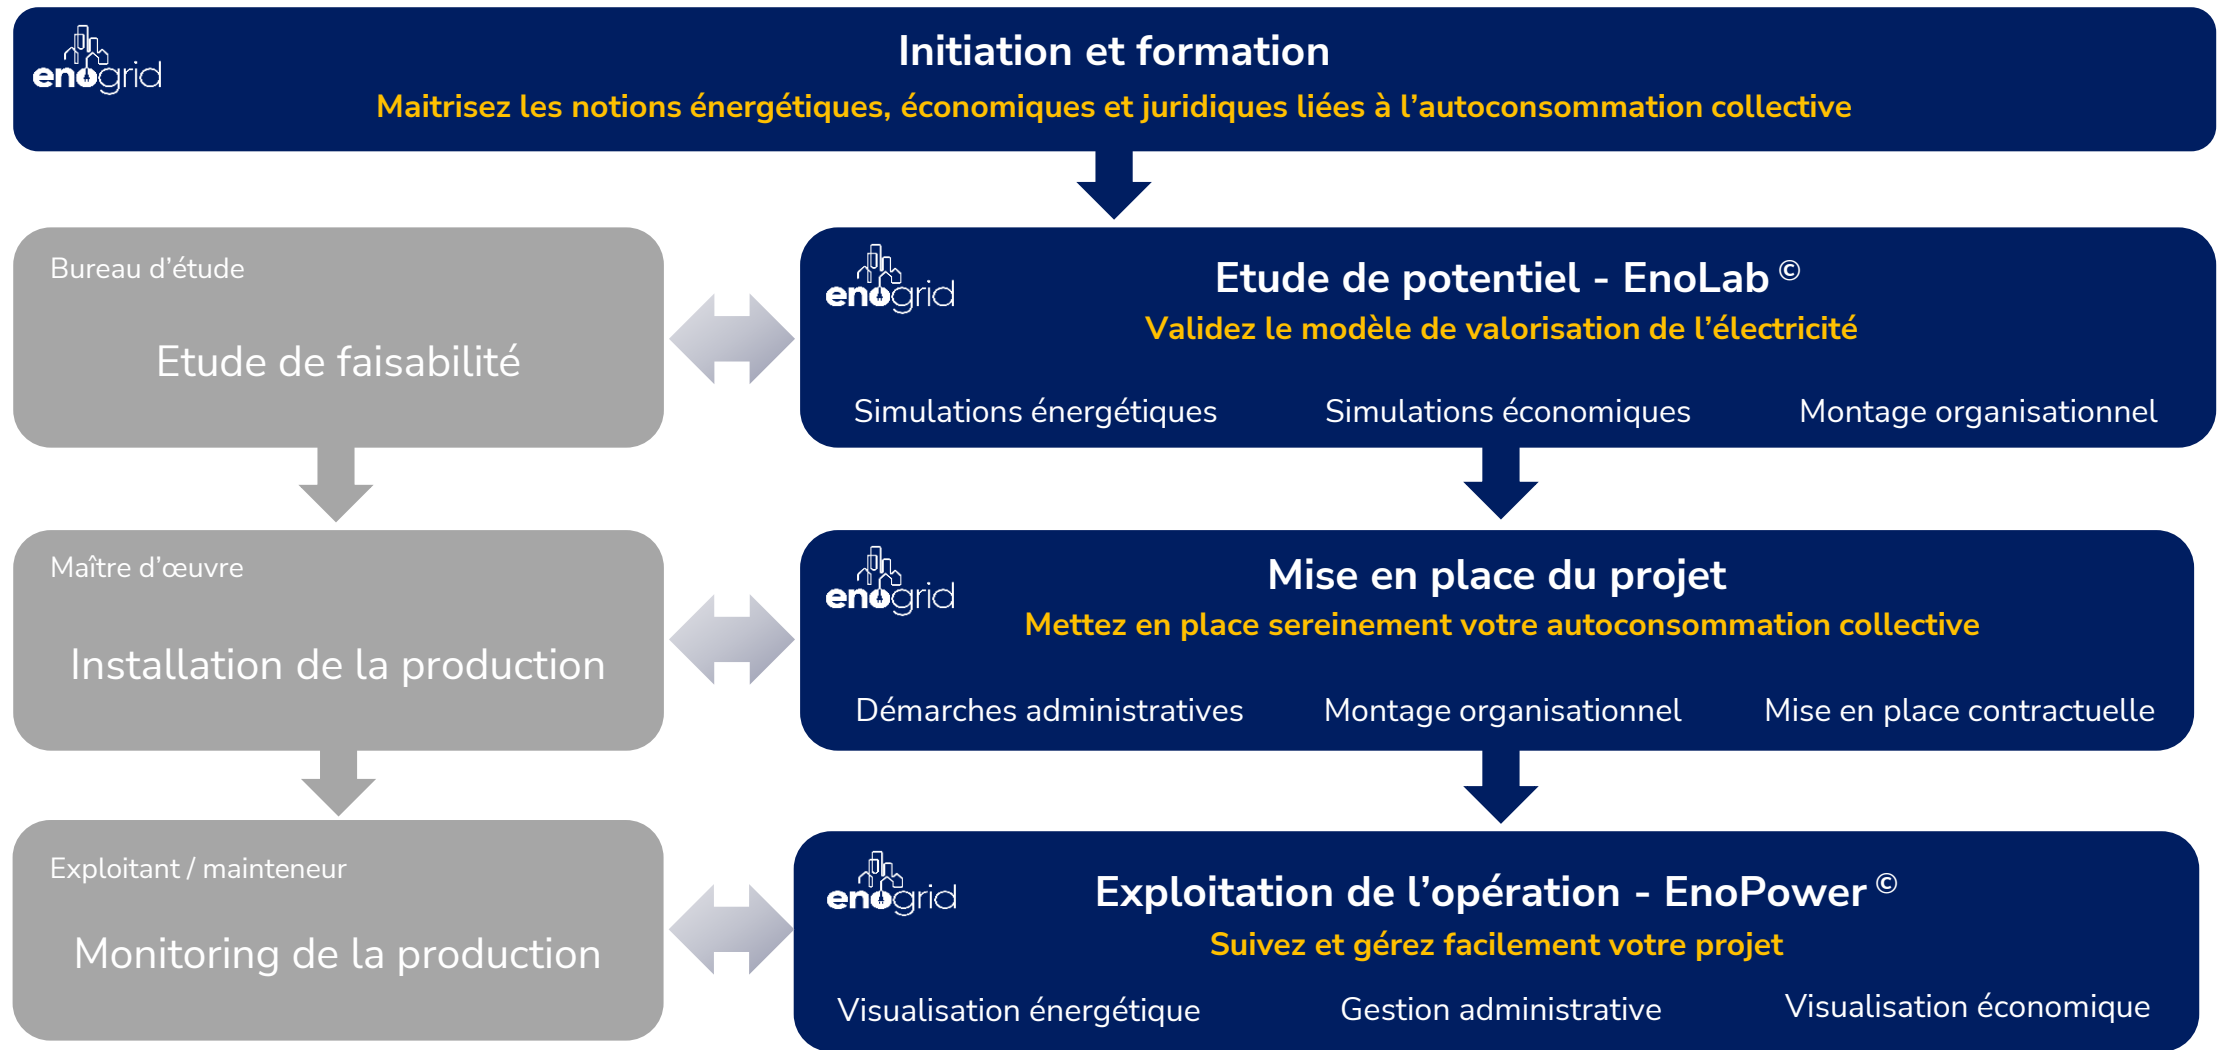 enogrid
Initiation et formation
Maitrisez les notions énergétiques, économiques et juridiques liées à l’autoconsommation collective
Bureau d’étude
Etude de faisabilité
enogrid
Etude de potentiel - EnoLab ©
Validez le modèle de valorisation de l’électricité
Simulations énergétiques
Simulations économiques
Montage organisationnel
Maître d’œuvre
Installation de la production
enogrid
Mise en place du projet
Mettez en place sereinement votre autoconsommation collective
Démarches administratives
Montage organisationnel
Mise en place contractuelle
Exploitant / mainteneur
Monitoring de la production
enogrid
Exploitation de l’opération - EnoPower ©
Suivez et gérez facilement votre projet
Visualisation énergétique
Gestion administrative
Visualisation économique